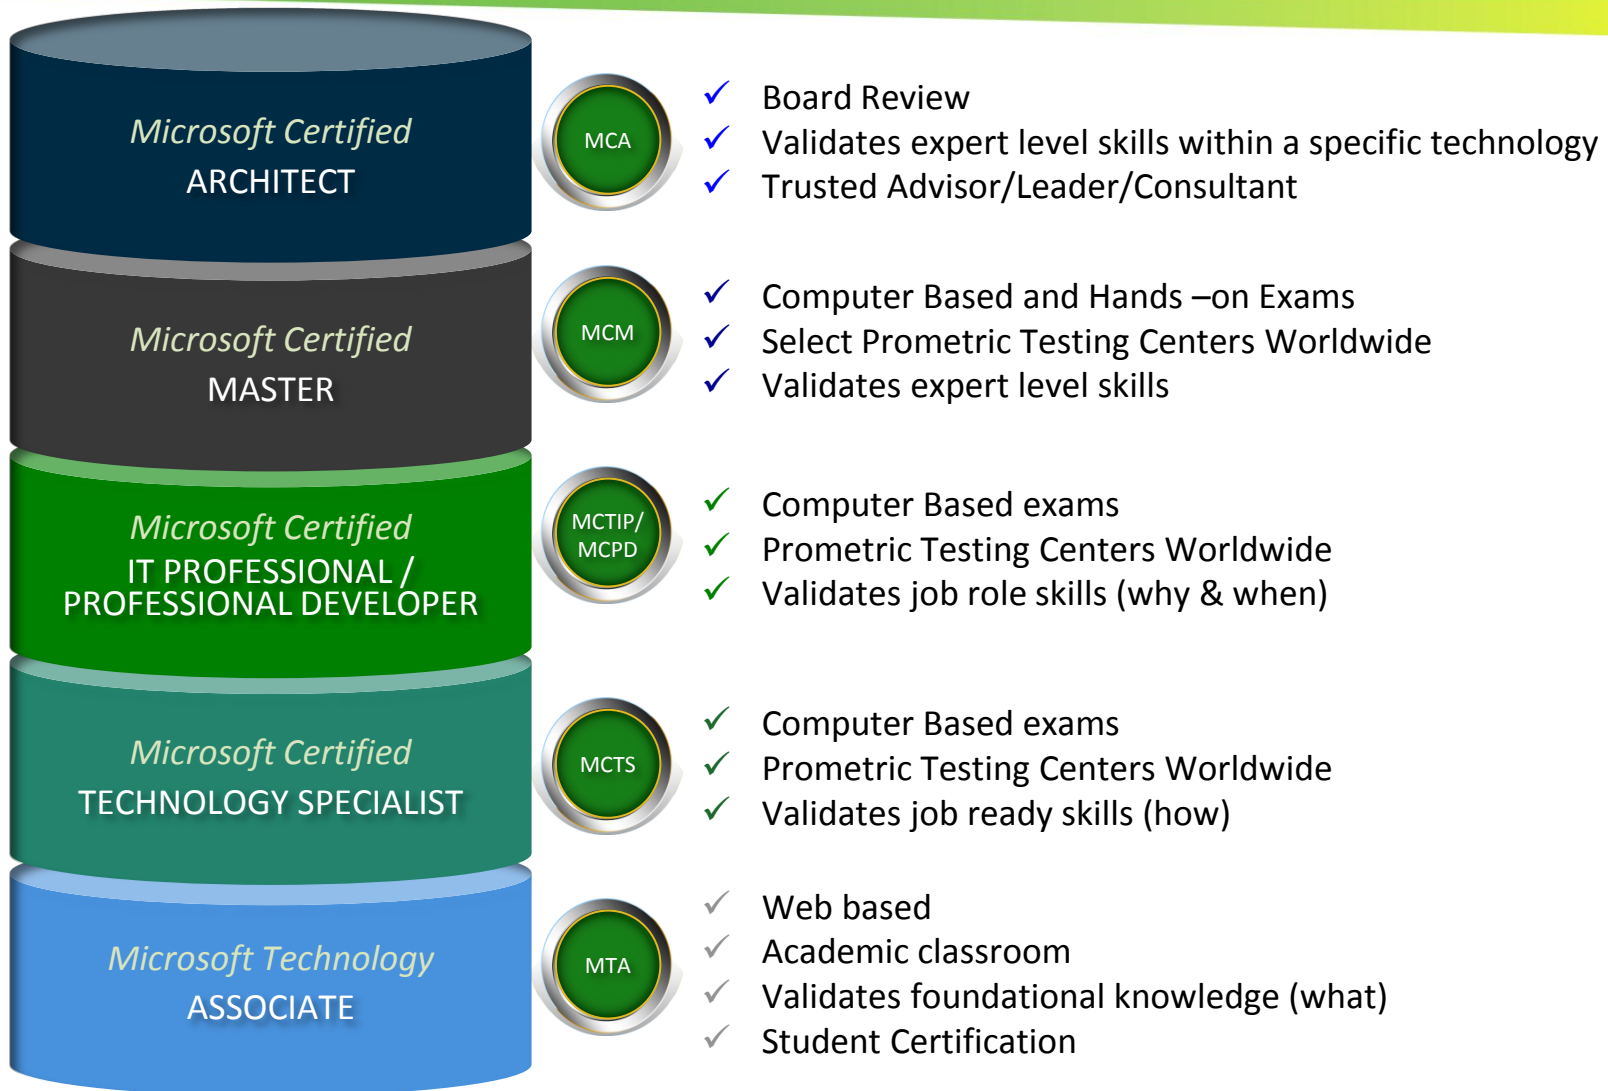 Microsoft Certified
ARCHITECT
MCA
Board Review
Validates expert level skills within a specific technology
Trusted Advisor/Leader/Consultant
Microsoft Certified
MASTER
MCM
Computer Based and Hands –on Exams
Select Prometric Testing Centers Worldwide
Validates expert level skills
Microsoft Certified
IT PROFESSIONAL /
PROFESSIONAL DEVELOPER
MCTIP/
MCPD
Computer Based exams
Prometric Testing Centers Worldwide
Validates job role skills (why & when)
Microsoft Certified
TECHNOLOGY SPECIALIST
MCTS
Computer Based exams
Prometric Testing Centers Worldwide
Validates job ready skills (how)
Microsoft Technology
ASSOCIATE
MTA
Web based
Academic classroom
Validates foundational knowledge (what)
Student Certification